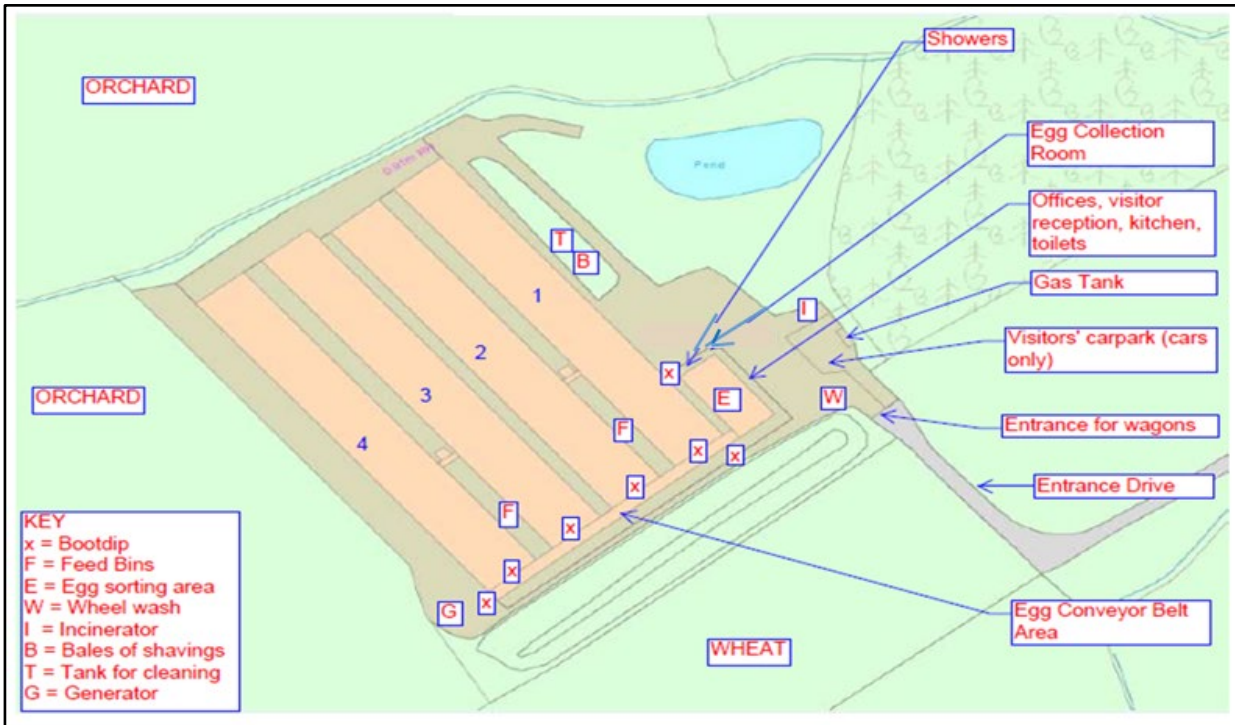 Showers
ORCHARD
Egg Collection
Room
Pond
Offices, visitor
reception, kitchen,
toilets
T
B
Gas Tank
1
I
Visitors' carpark (cars
only)
2
x
E
W
ORCHARD
3
Entrance for wagons
F
4
x
x
Entrance Drive
x
F
x
KEY
x = Bootdip
F = Feed Bins
E = Egg sorting area
W = Wheel wash
I = Incinerator
B = Bales of shavings
T = Tank for cleaning
G = Generator
x
x
G
Egg Conveyor Belt
Area
WHEAT